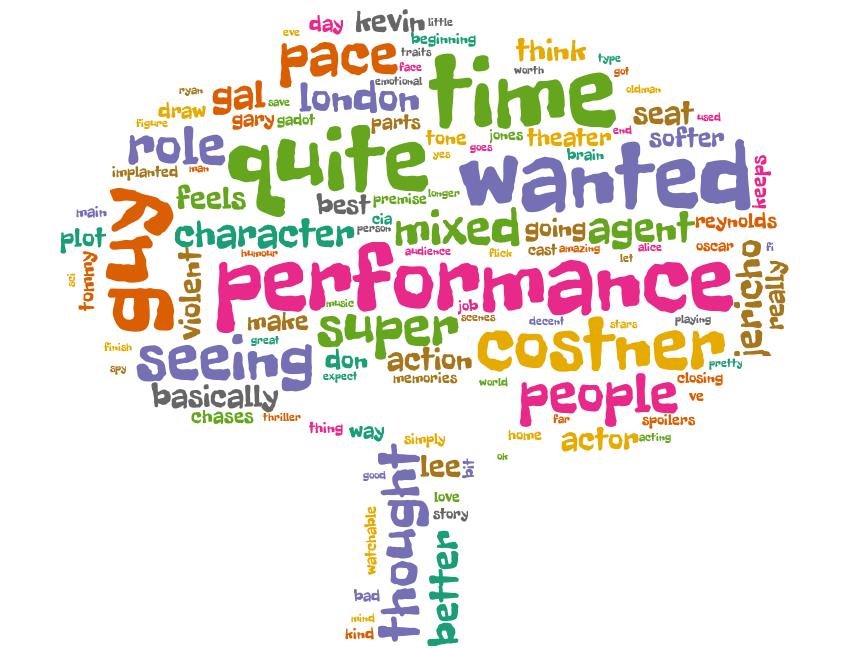 eve day kevin little
beginning
pace traits face
think type
emotional worth got
time
ryan gal save london oldman
draw
figure gary gadot parts
seat used
role quite tone jones theater end softer
yes goes brain
implanted man wanted keeps
feels best premise longer
main cia
plot character person mixed going agent reynolds
humour audience flick cast amazing alice oscar fi
let
sci tommy guy violent performance jericho really
music job
make super scenes decent stars playing
great costner
finish seeing don action pretty
spy expect memories world people closing
basically ve
chases thriller far spoilers
thing way simply home actor acting
ok
good thought lee bit
love
watchable story
better
bad
mind
kind